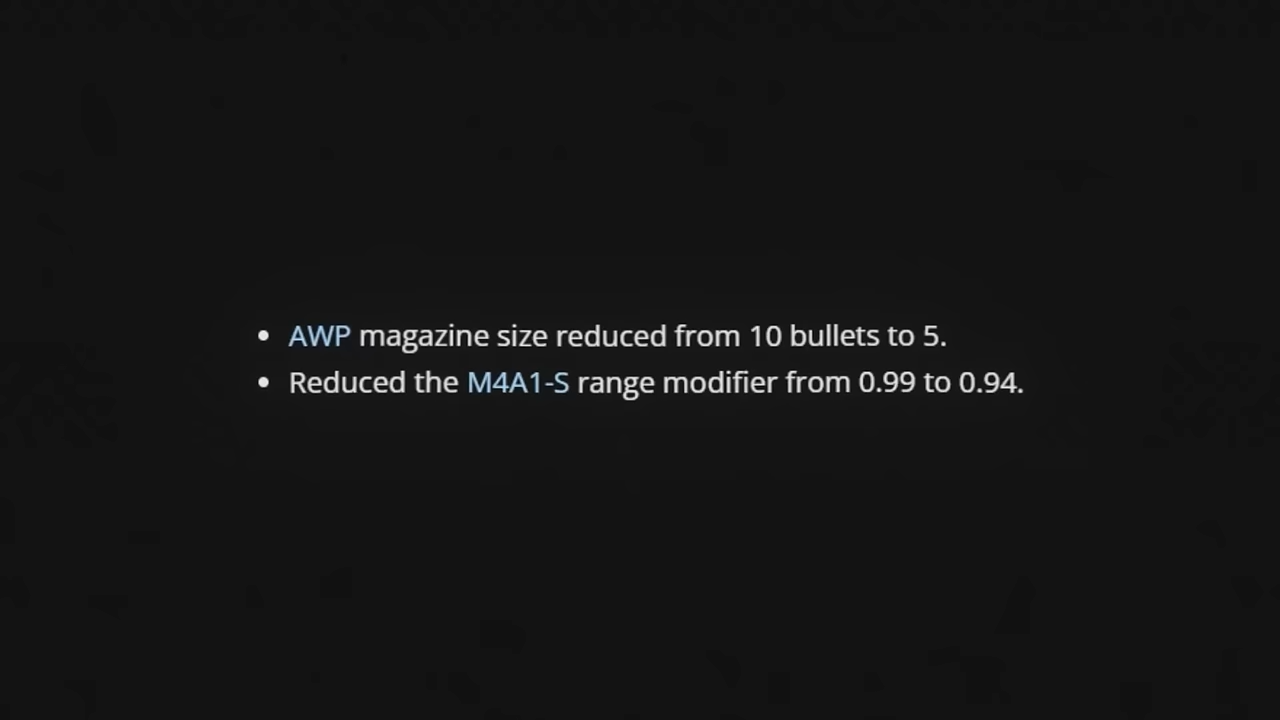 • AWP magazine size reduced from 10 bullets to 5.
• Reduced the M4A1-S range modifier from 0.99 to 0.94.